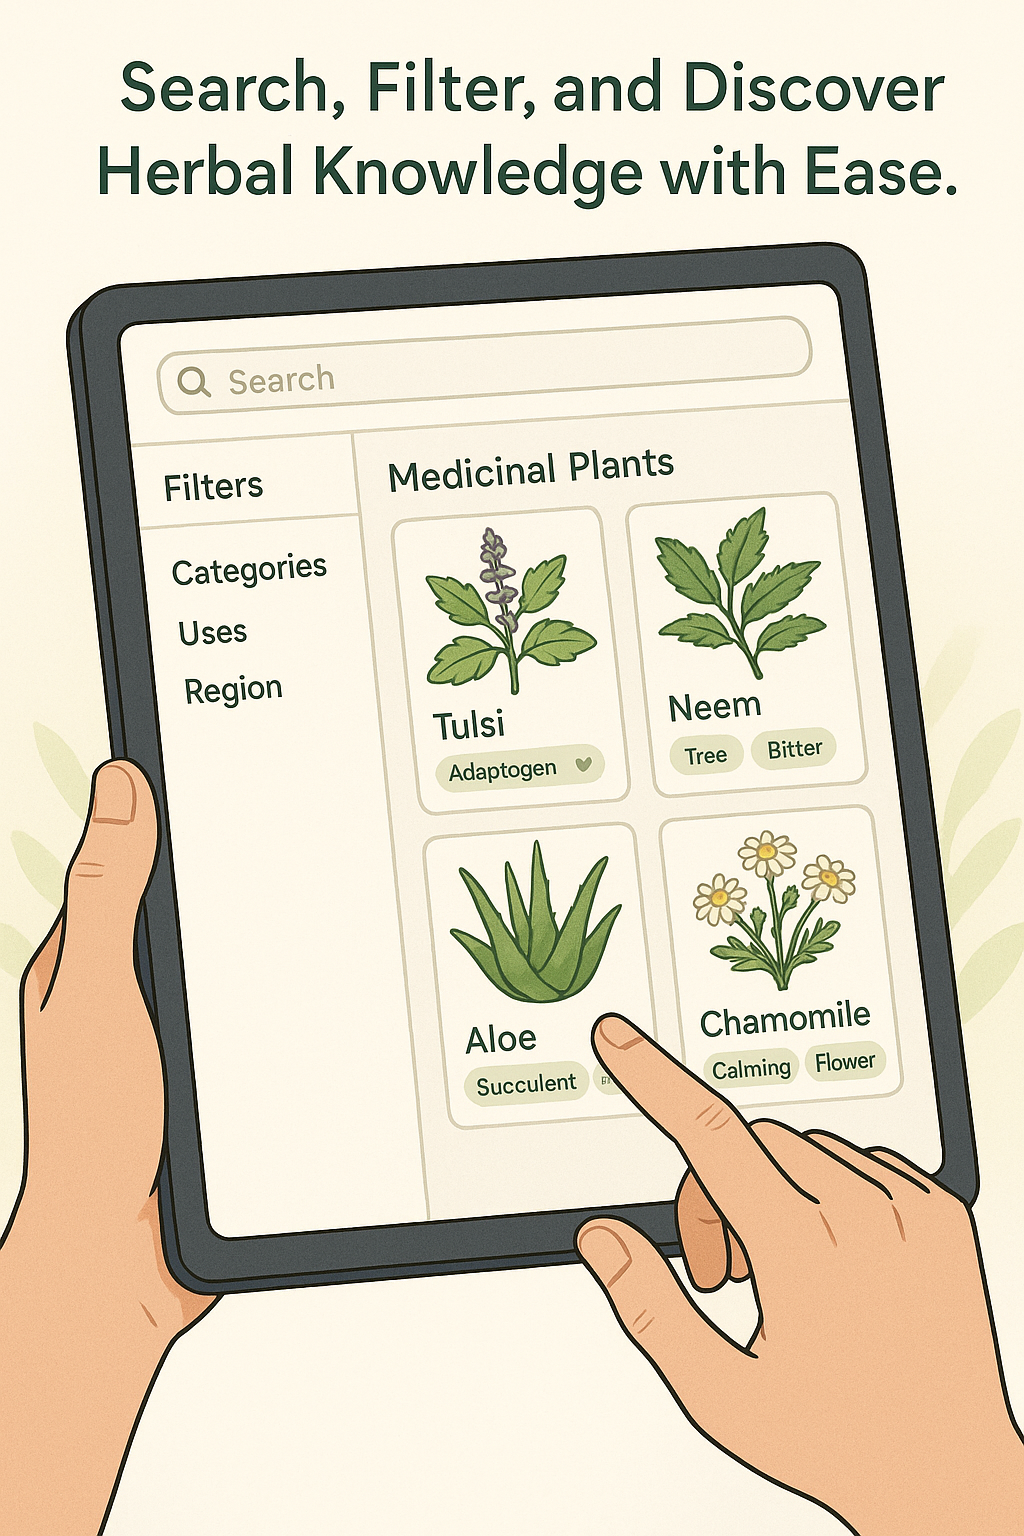 Search, Filter, and Discover
Herbal Knowledge with Ease.
Search
Filters
Categories
Uses
Region
Medicinal Plants
Tulsi
Adaptogen
Neem
Tree
Bitter
Aloe
Succulent
Chamomile
Calming
Flower